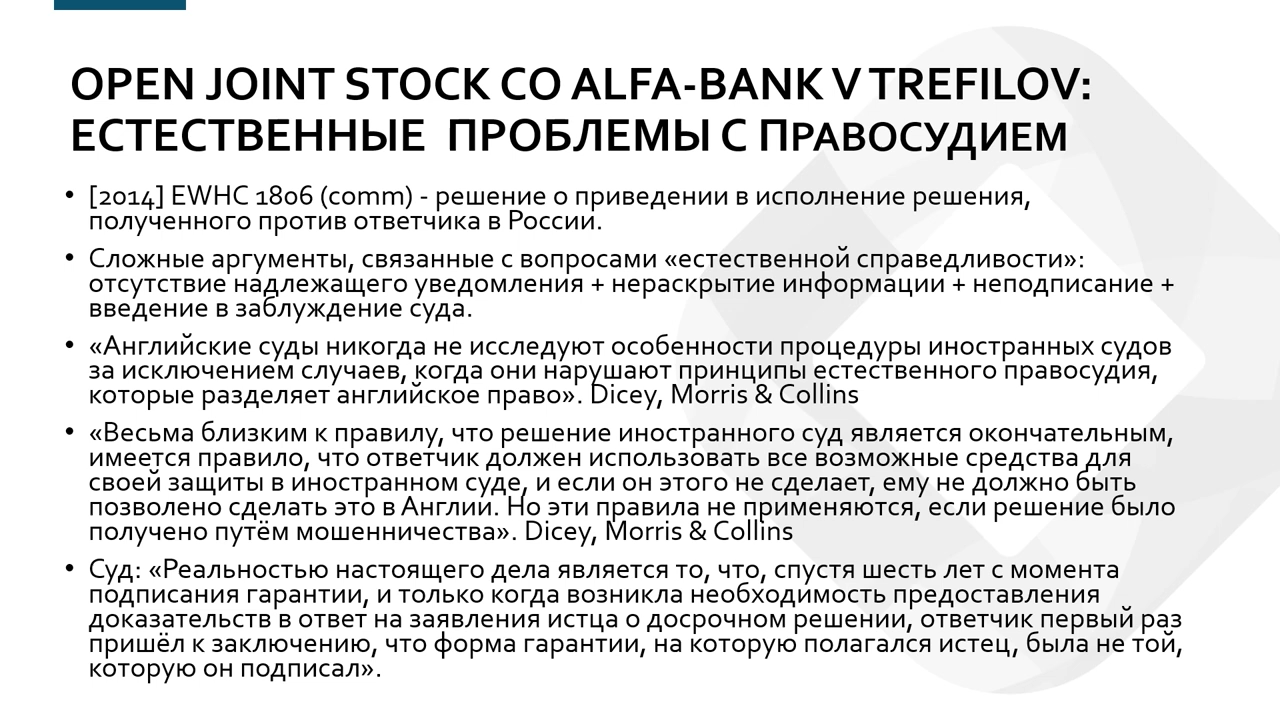 OPEN JOINT STOCK CO ALFA-BANK V TREFILOV:
ЕСТЕСТВЕННЫЕ ПРОБЛЕМЫ С ПРАВОСУДИЕМ
• [2014] EWHC 1806 (comm) - решение о приведении в исполнение решения,
полученного против ответчика в России.
• Сложные аргументы, связанные с вопросами «естественной справедливости»:
отсутствие надлежащего уведомления + нераскрытие информации + неподписание +
введение в заблуждение суда.
• «Английские суды никогда не исследуют особенности процедуры иностранных судов
за исключением случаев, когда они нарушают принципы естественного правосудия,
которые разделяет английское право». Dicey, Morris & Collins
• «Весьма близким к правилу, что решение иностранного суд является окончательным,
имеется правило, что ответчик должен использовать все возможные средства для
своей защиты в иностранном суде, и если он этого не сделает, ему не должно быть
позволено сделать это в Англии. Но эти правила не применяются, если решение было
получено путём мошенничества». Dicey, Morris & Collins
• Суд: «Реальностью настоящего дела является то, что, спустя шесть лет с момента
подписания гарантии, и только когда возникла необходимость предоставления
доказательств в ответ на заявления истца о досрочном решении, ответчик первый раз
пришёл к заключению, что форма гарантии, на которую полагался истец, была не той,
которую он подписал».